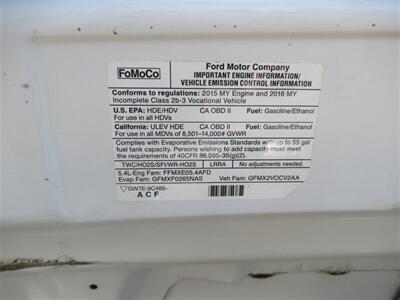 FoMoCo
Ford Motor Company
IMPORTANT ENGINE INFORMATION/
VEHICLE EMISSION CONTROL INFORMATION
Conforms to regulations: 2015 MY Engine and 2016 MY
Incomplete Class 2b-3 Vocational Vehicle
U.S. EPA: HDE/HDV CA OBD II Fuel: Gasoline/Ethanol
For use in all HDVs
California: ULEV HDE CA OBD II Fuel: Gasoline/Ethanol
For use in all MDVs of 8,501-14,000# GVWR
Complies with Evaporative Emissions Standards with up to 55 gal
fuel tank capacity. Persons wishing to add capacity must meet
the requirements of 40CFR 86.095-35(g)(2).
TWC/HO2S/SFI/WR-HO2S LRRA No adjustments needed.
5.4L-Eng Fam: FFMXE05.4AFD
Evap Fam: GFMXF0265NAS Veh Fam: GFMX2VOCV2AA
GW7E-9C485-
ACF